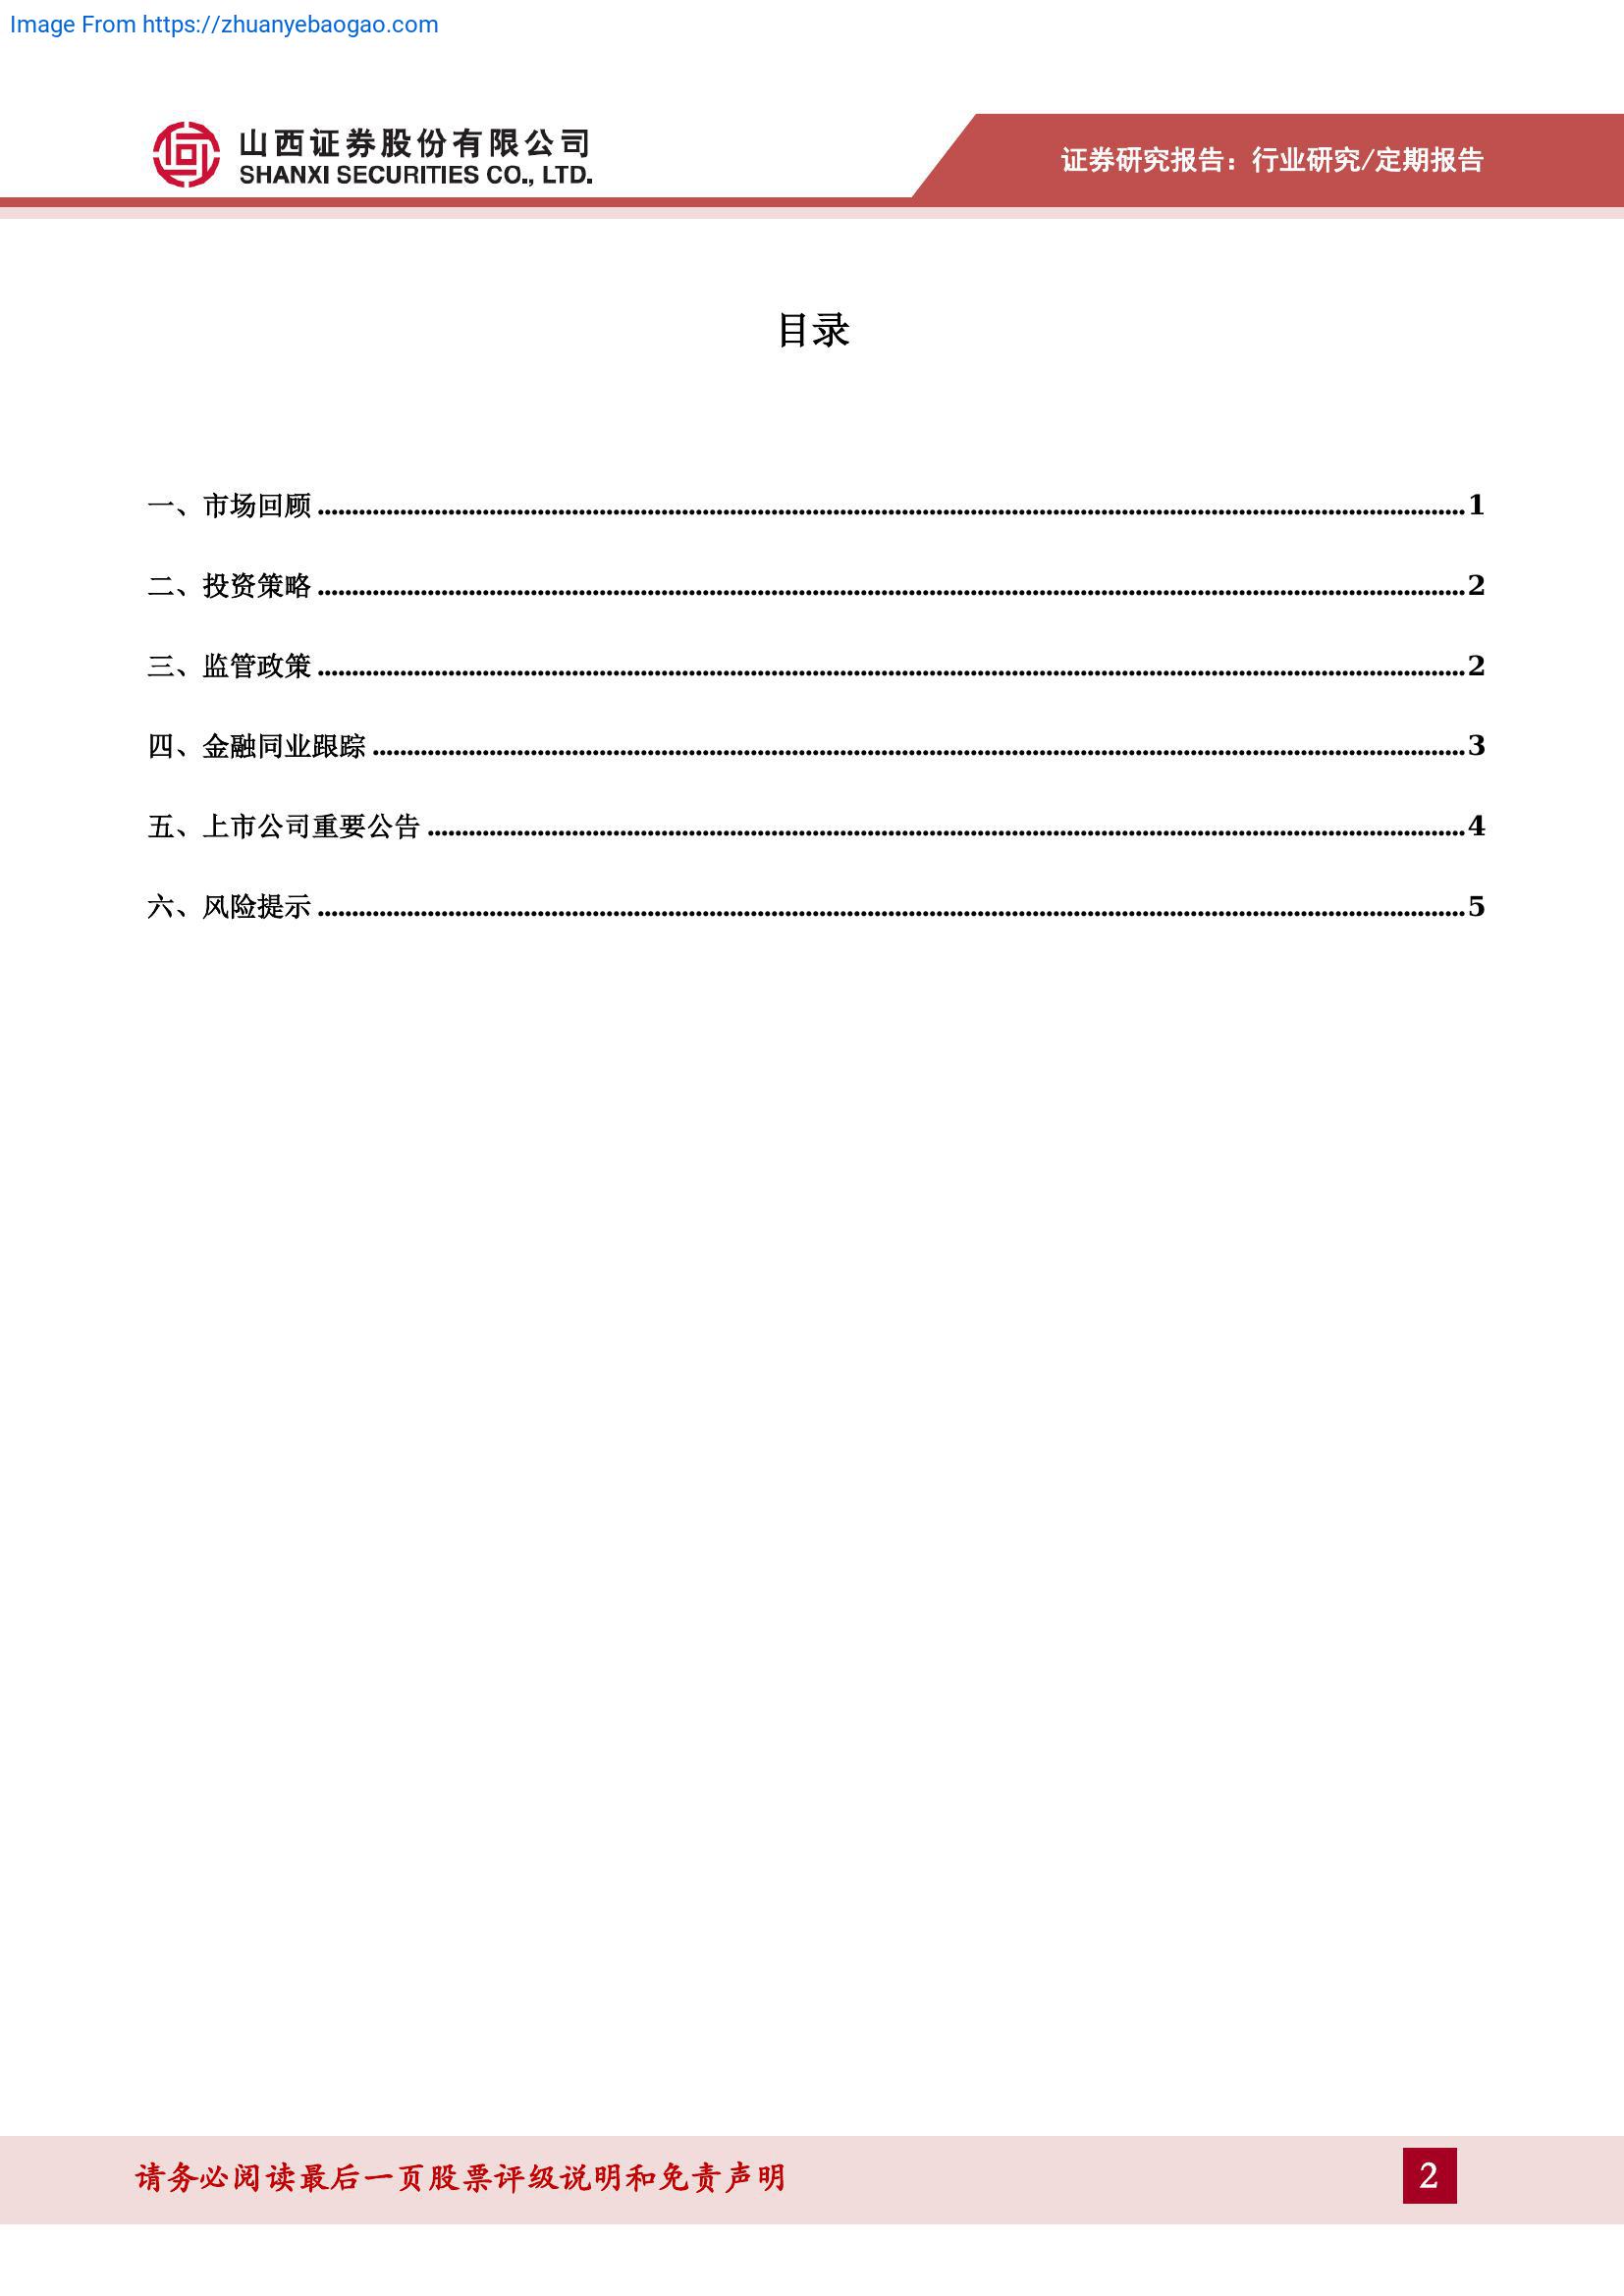 Image From https://zhuanyebaogao.com
山西证券股份有限公司
SHANXI SECURITIES CO., LTD.
证券研究报告：行业研究/定期报告
目录
一、市场回顾 1
二、投资策略 2
三、监管政策 2
四、金融同业跟踪 3
五、上市公司重要公告 4
六、风险提示 5
请务必阅读最后一页股票评级说明和免责声明
2